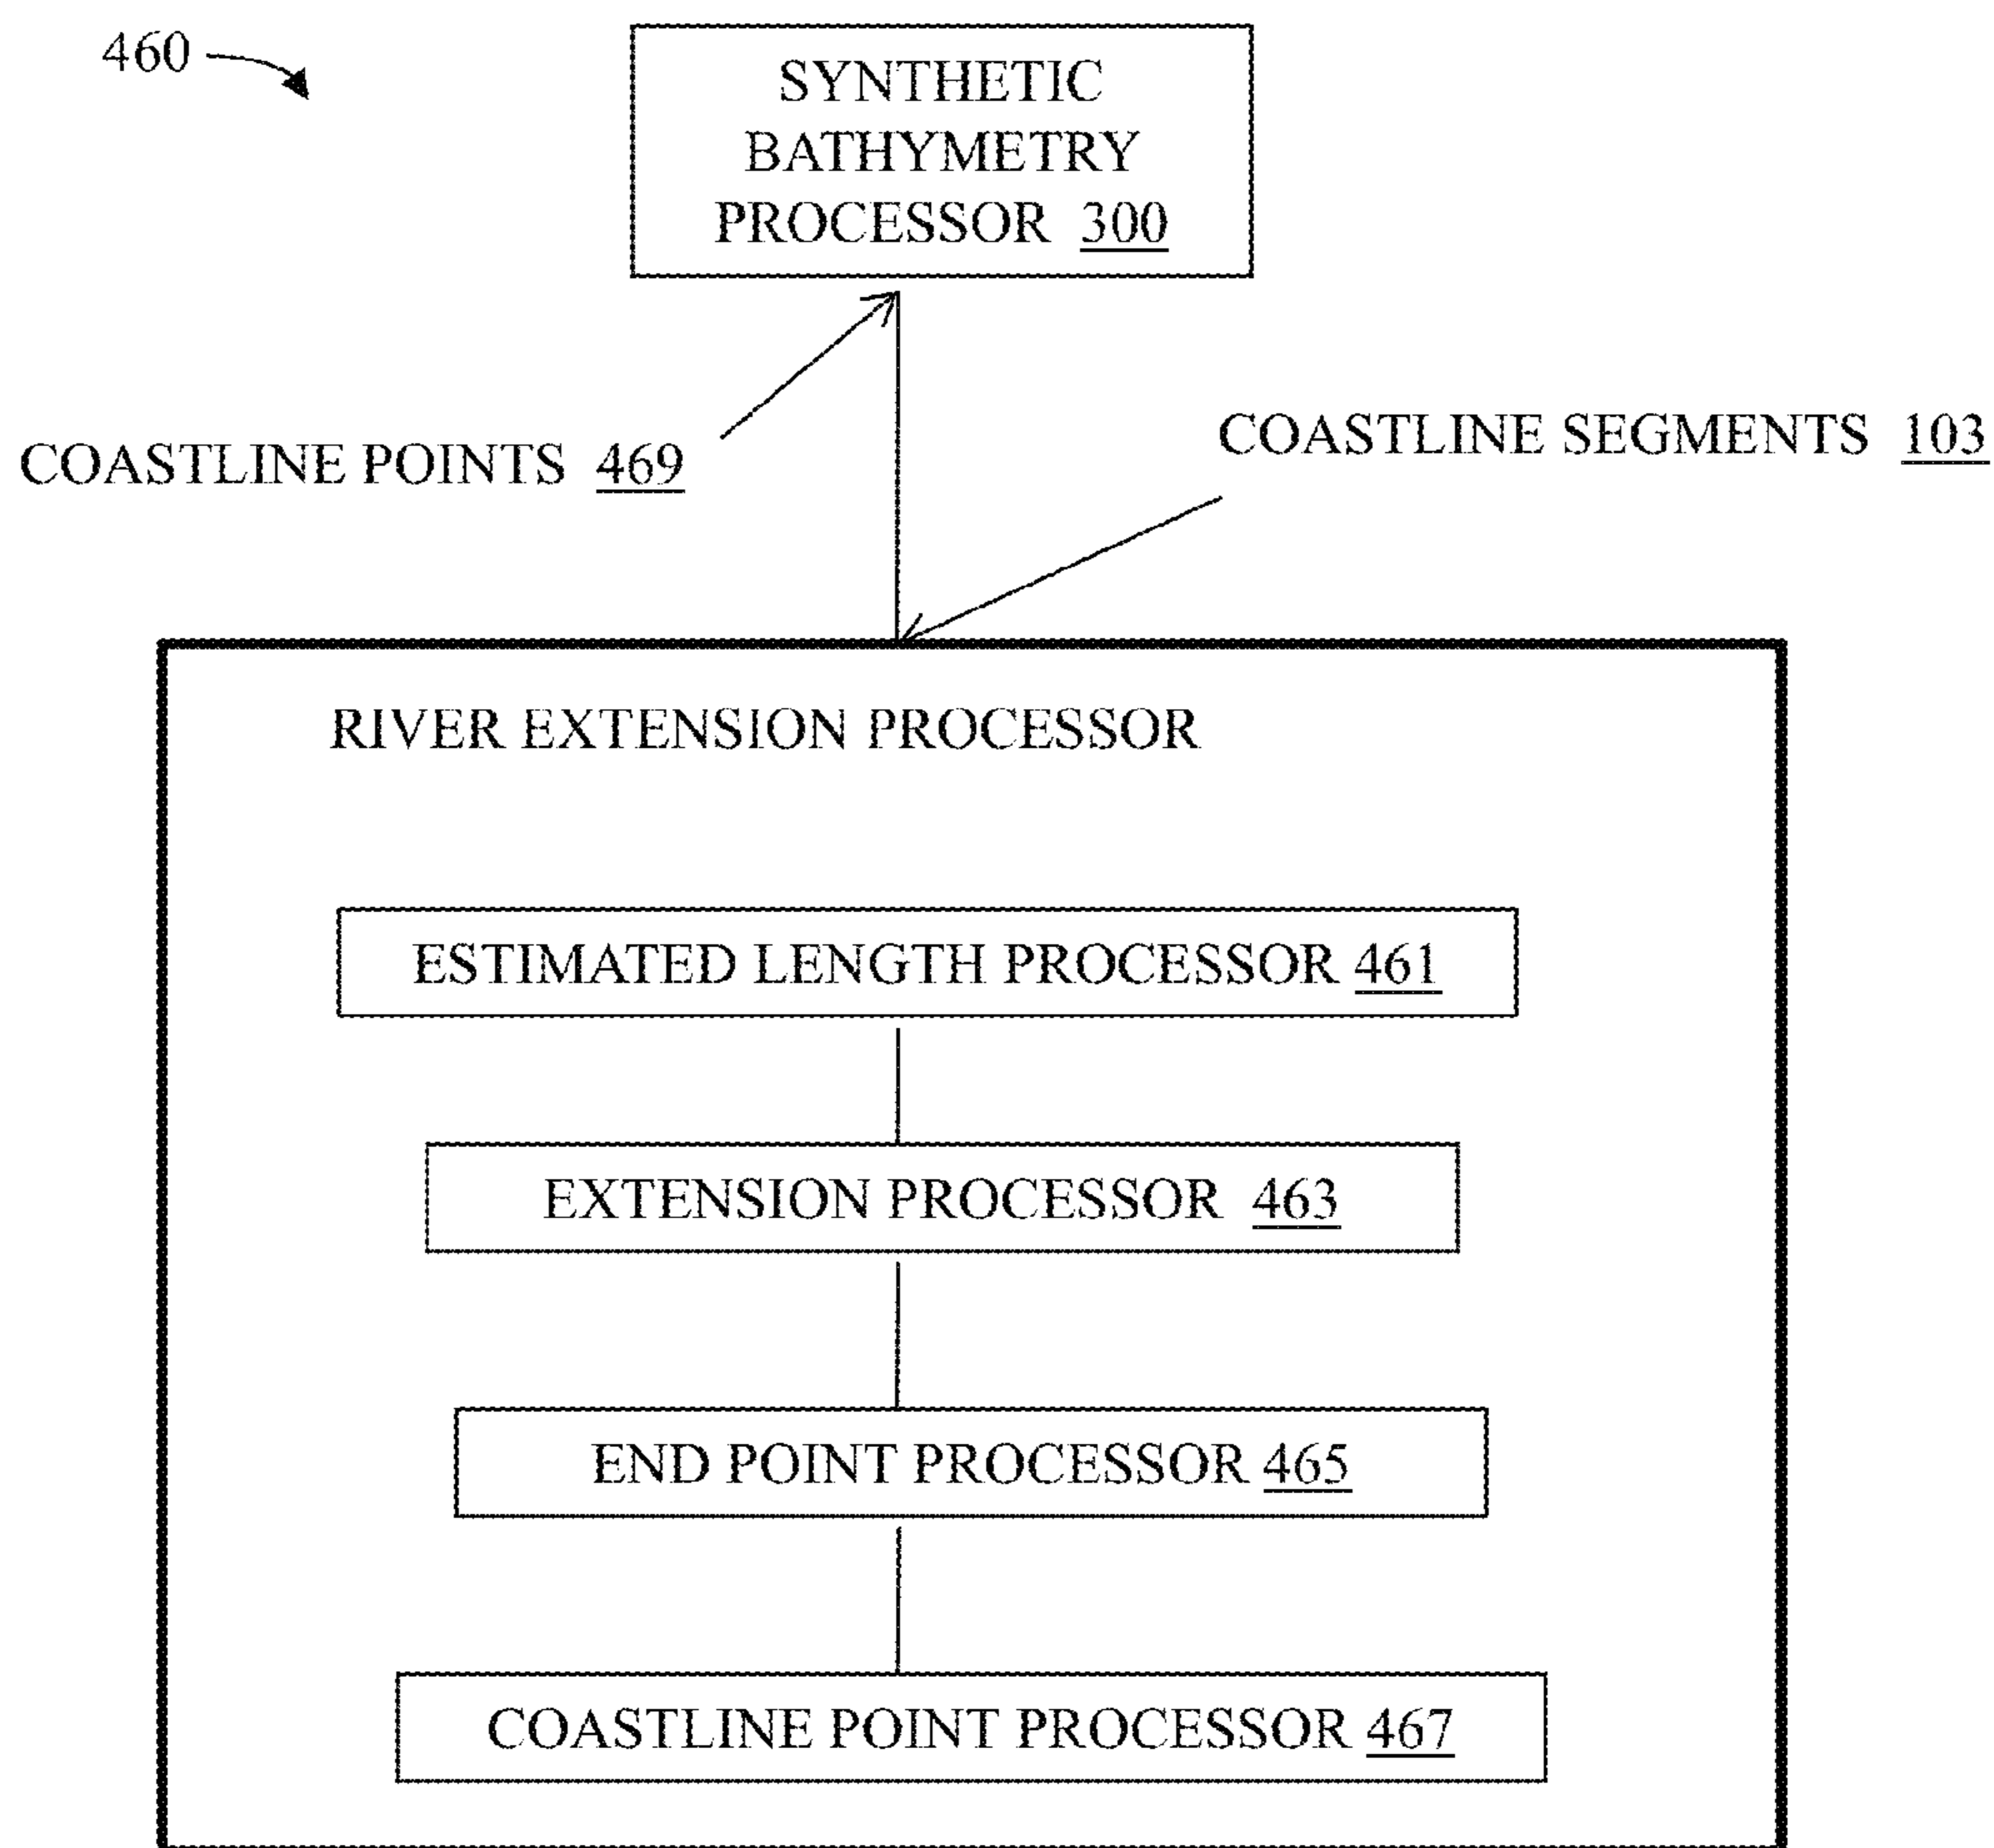 460
SYNTHETIC
BATHYMETRY
PROCESSOR 300
COASTLINE POINTS 469
COASTLINE SEGMENTS 103
RIVER EXTENSION PROCESSOR
ESTIMATED LENGTH PROCESSOR 461
EXTENSION PROCESSOR 463
END POINT PROCESSOR 465
COASTLINE POINT PROCESSOR 467